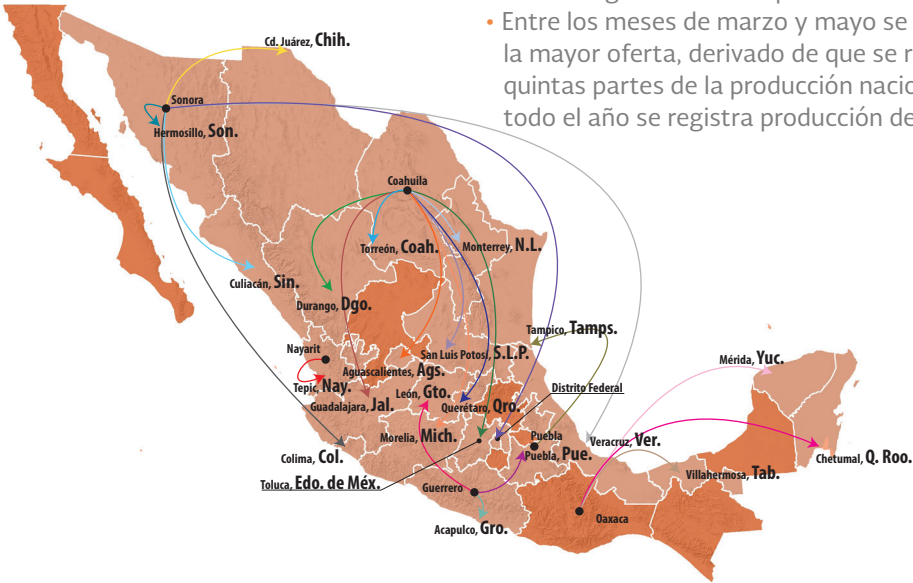 • Entre los meses de marzo y mayo se
la mayor oferta, derivado de que se
quintas partes de la producción
todo el año se registra producción de
Cd. Juárez, Chih.
Sonora
Hermosillo, Son.
Coahuila
Torreón, Coah.
Monterrey, N.L.
Culiacán, Sin.
Durango, Dgo.
Tampico, Tamps.
Nayarit
San Luis Potosí, S.L.P.
Mérida, Yuc.
Aguascalientes, Ags.
Tepic, Nay.
León, Gto.
Distrito Federal
Guadalajara, Jal.
Querétaro, Qro.
Morelia, Mich.
Puebla
Veracruz, Ver.
Colima, Col.
Puebla, Pue.
Chetumal, Q. Roo.
Villahermosa, Tab.
Toluca, Edo. de Méx.
Guerrero
Oaxaca
Acapulco, Gro.